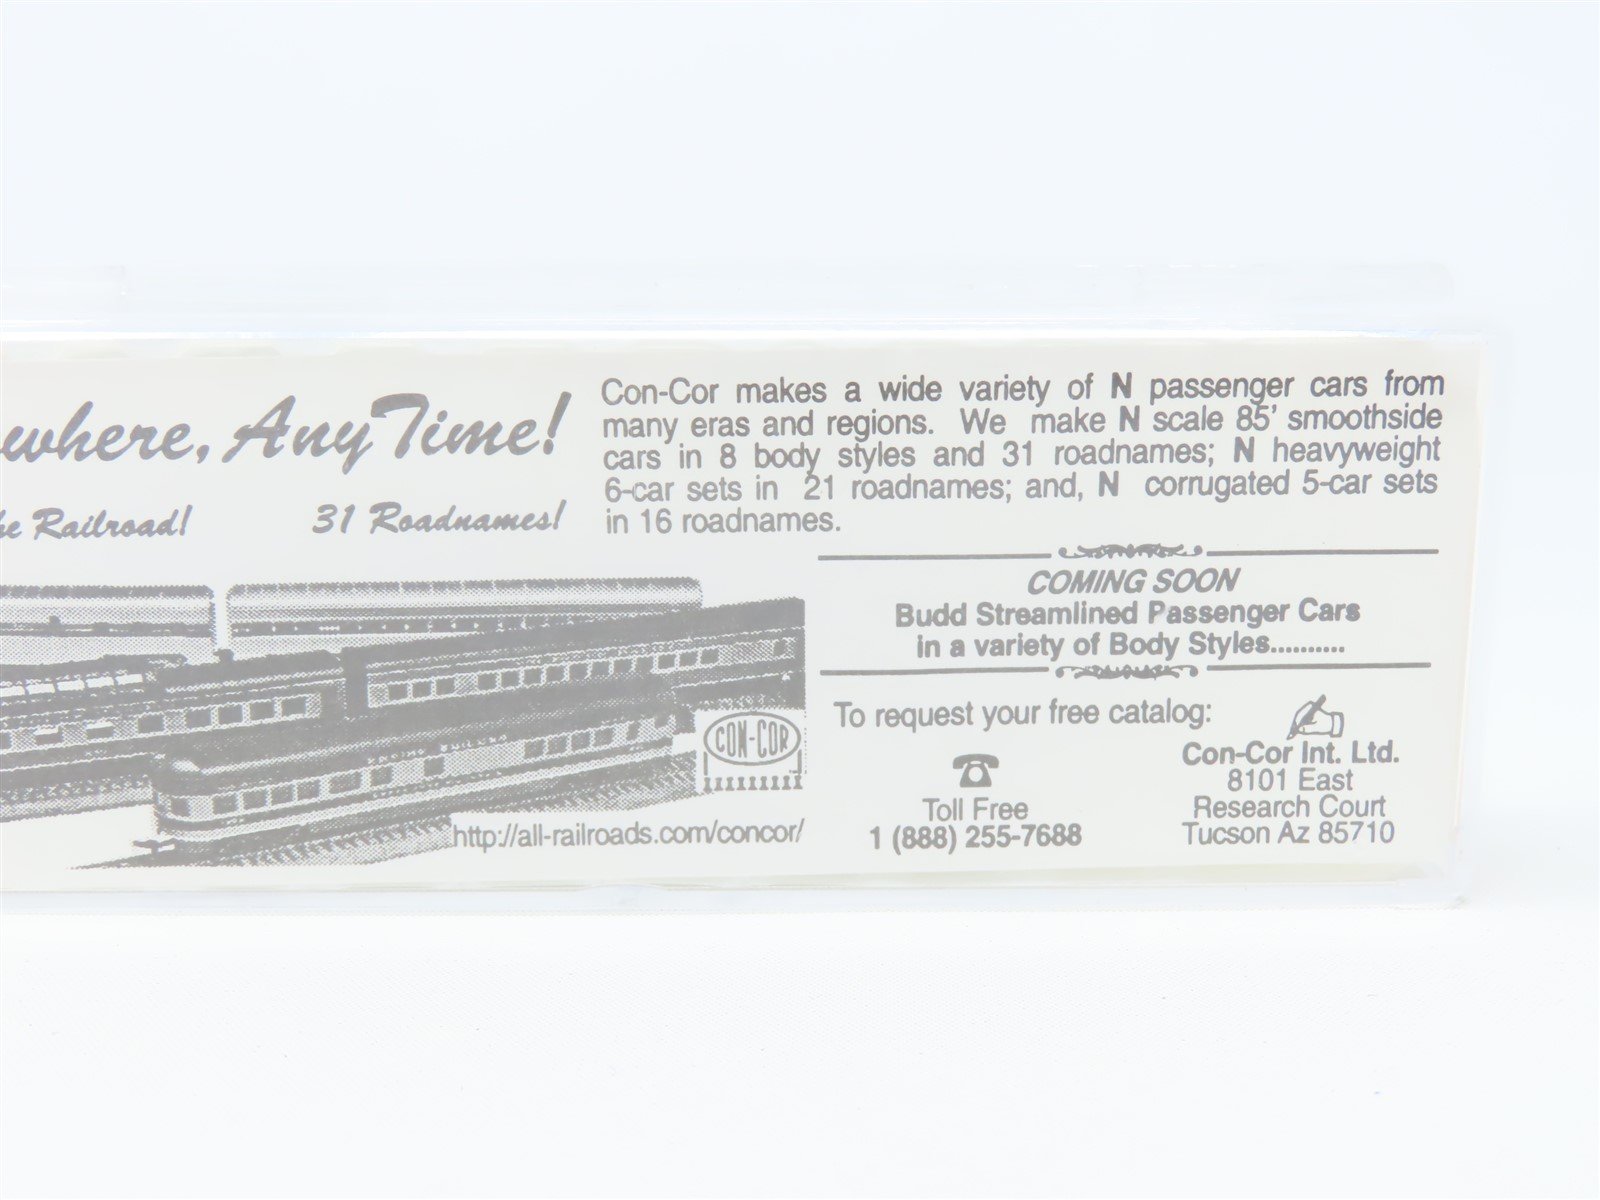 where, AnyTime!
he Railroad! 31 Roadnames!
Con-Cor makes a wide variety of N passenger cars from
many eras and regions. We make N scale 85' smoothside
cars in 8 body styles and 31 roadnames; N heavyweight
6-car sets in 21 roadnames; and, N corrugated 5-car sets
in 16 roadnames.
COMING SOON
Budd Streamlined Passenger Cars
in a variety of Body Styles..........
To request your free catalog:
Toll Free
1 (888) 255-7688
Con-Cor Int. Ltd.
8101 East
Research Court
Tucson Az 85710
CON-COR
http://all-railroads.com/concor/